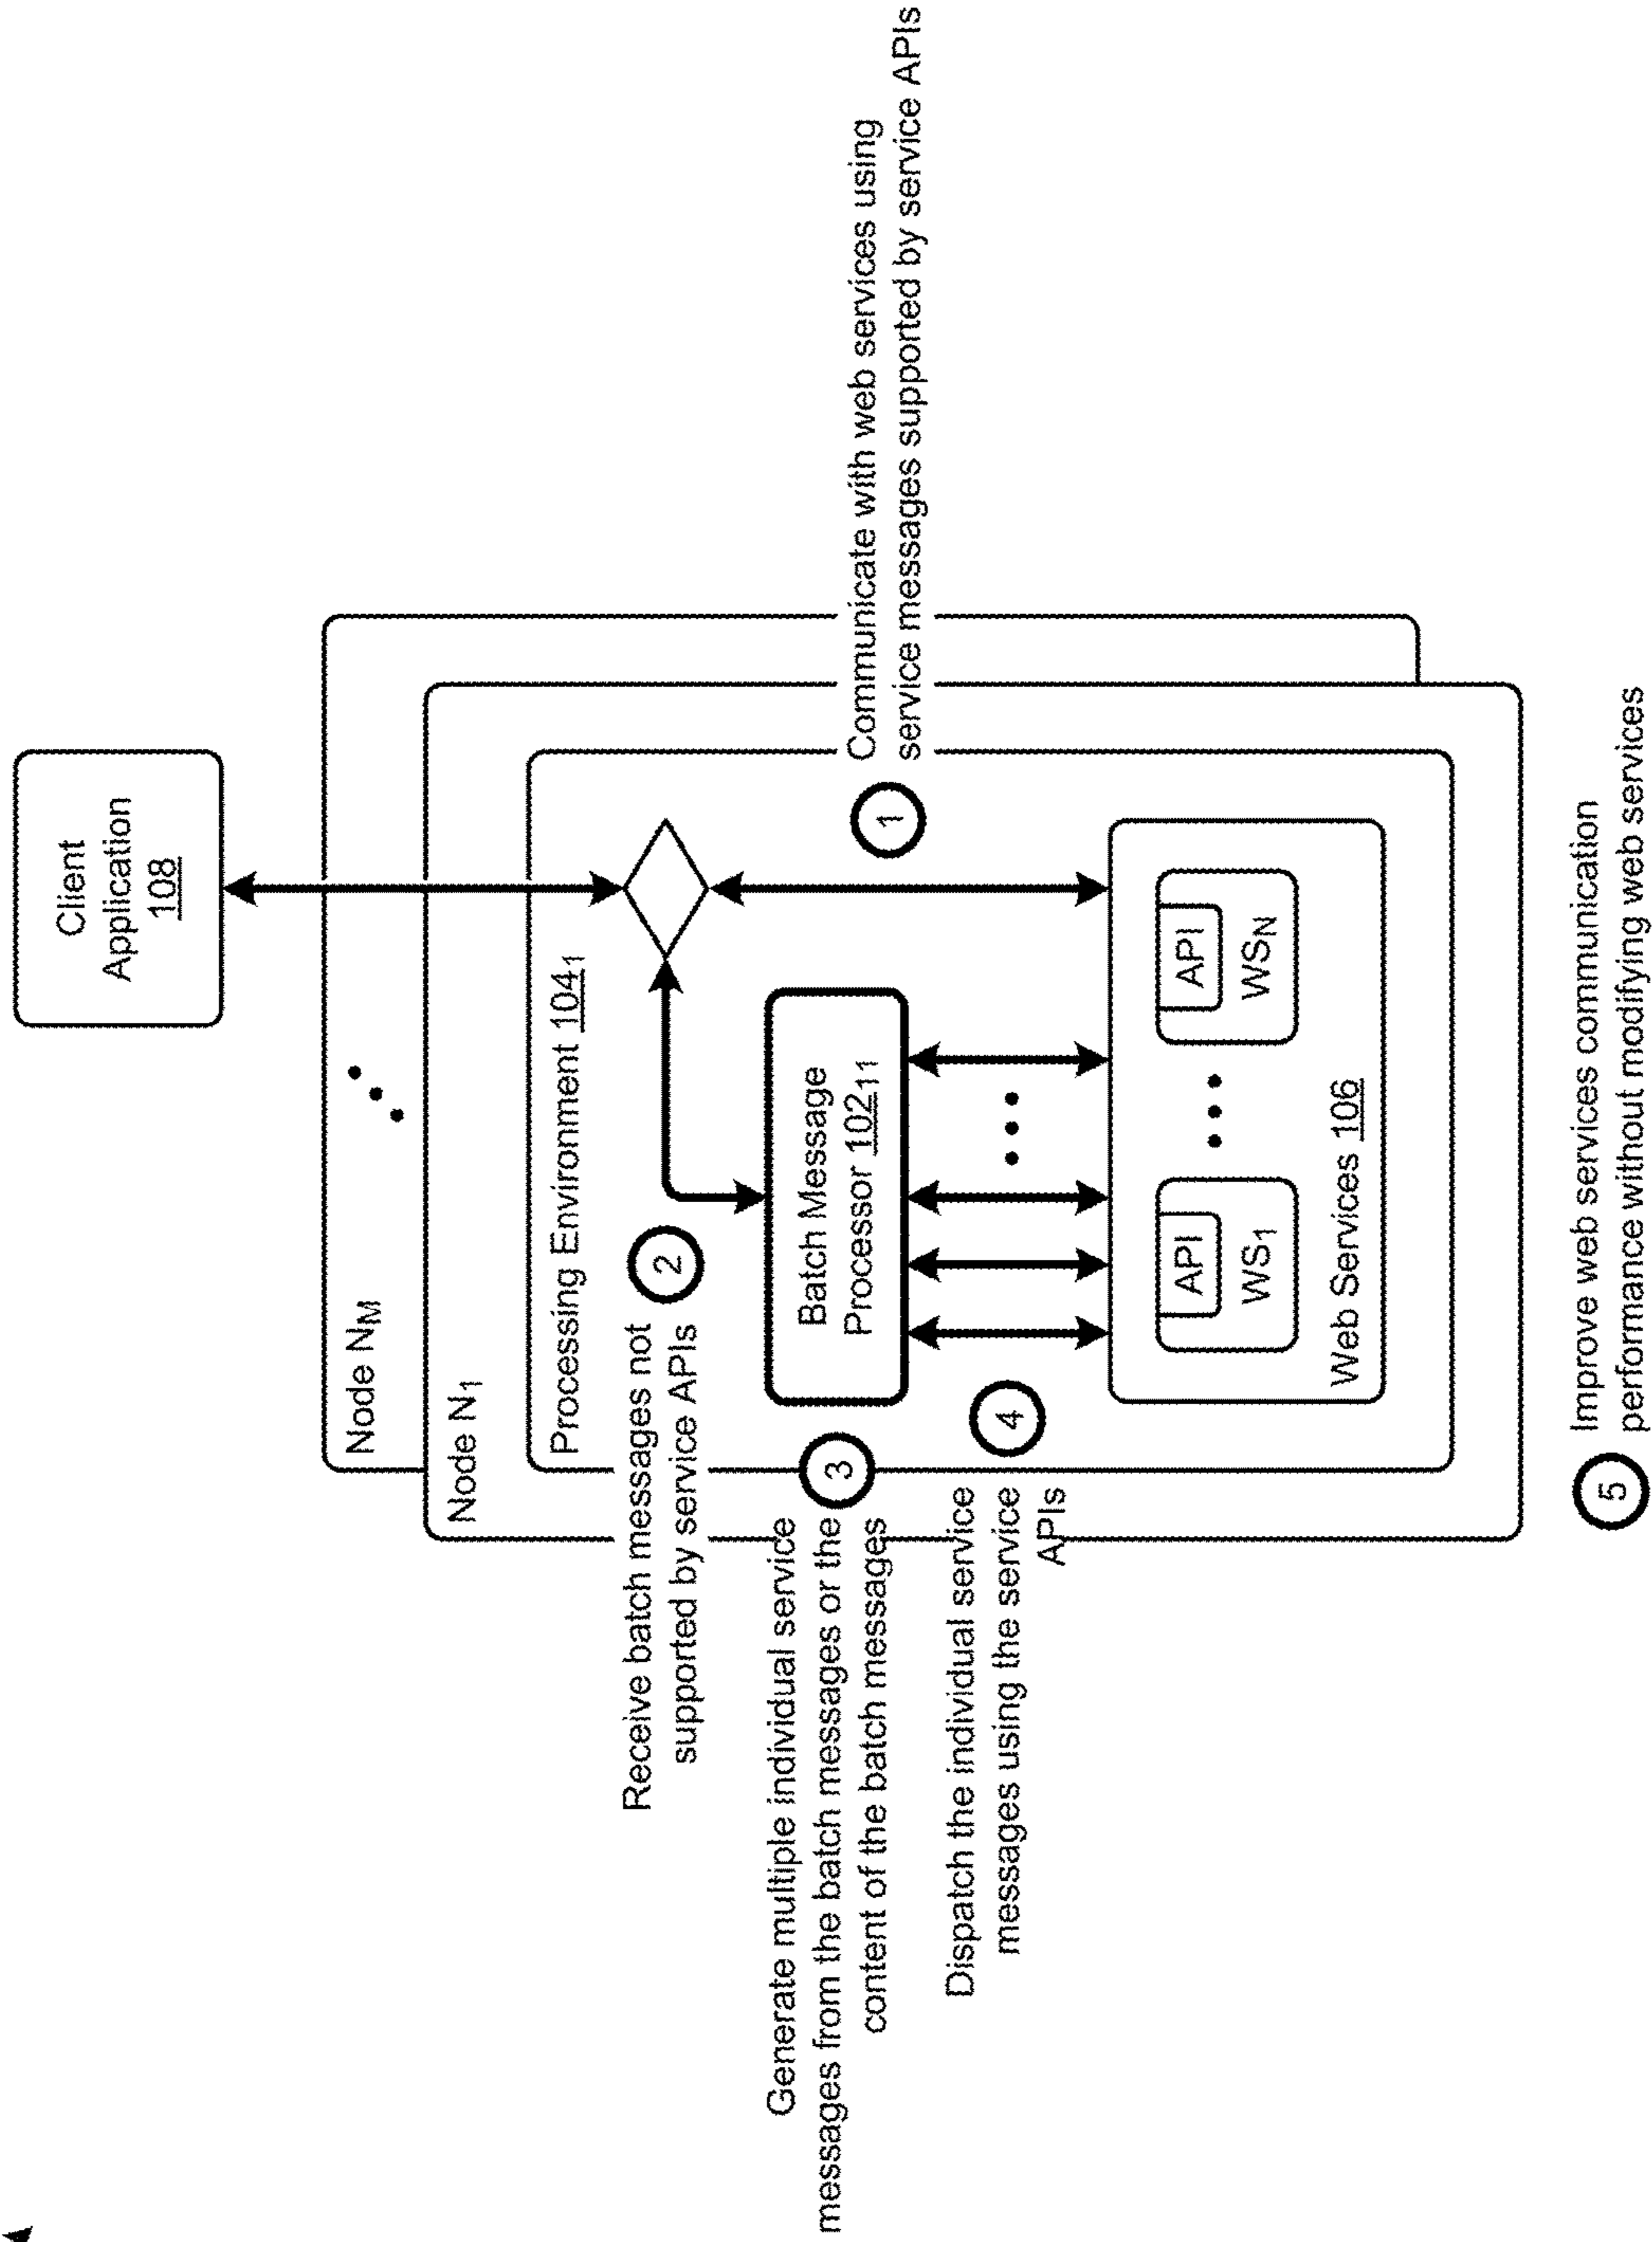 Client
Application
108
Node NM
Node N1
Processing Environment 1041
Communicate with web services using
service messages supported by service APIs
1
2
Receive batch messages not
supported by service APIs
Batch Message
Processor 10211
3
Generate multiple individual service
messages from the batch messages or the
content of the batch messages
4
Dispatch the individual service
messages using the service
APIs
API
WS1
API
WSN
Web Services 106
5
Improve web services communication
performance without modifying web services